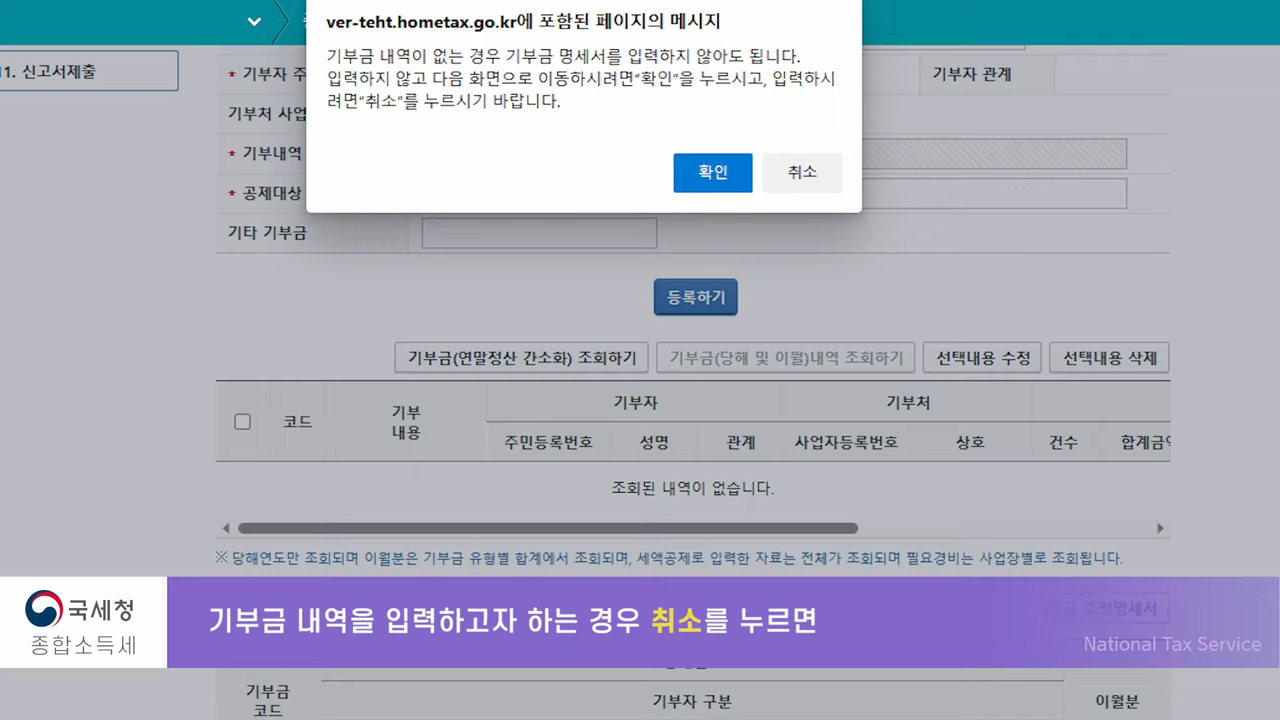 ver-teht.hometax.go.kr에 포함된 페이지의 메시지
기부금 내역이 없는 경우 기부금 명세서를 입력하지 않아도 됩니다.
입력하지 않고 다음 화면으로 이동하시려면“확인”을 누르시고, 입력하시
려면“취소”를 누르시기 바랍니다.
확인 취소
11. 신고서제출
* 기부자 주
기부자 관계
기부처 사업
* 기부내역
* 공제대상
기타 기부금
등록하기
기부금(연말정산 간소화) 조회하기 기부금(당해 및 이월)내역 조회하기 선택내용 수정 선택내용 삭제
코드
기부
내용
기부자 기부처
주민등록번호 성명 관계 사업자등록번호 상호 건수 합계금
조회된 내역이 없습니다.
※ 당해연도만 조회되며 이월분은 기부금 유형별 합계에서 조회되며, 세액공제로 입력한 자료는 전체가 조회되며 필요경비는 사업장별로 조회됩니다.
국세청
종합소득세
기부금 내역을 입력하고자 하는 경우 취소를 누르면
조정명세서
National Tax Service
기부금
코드
기부자 구분
이월분